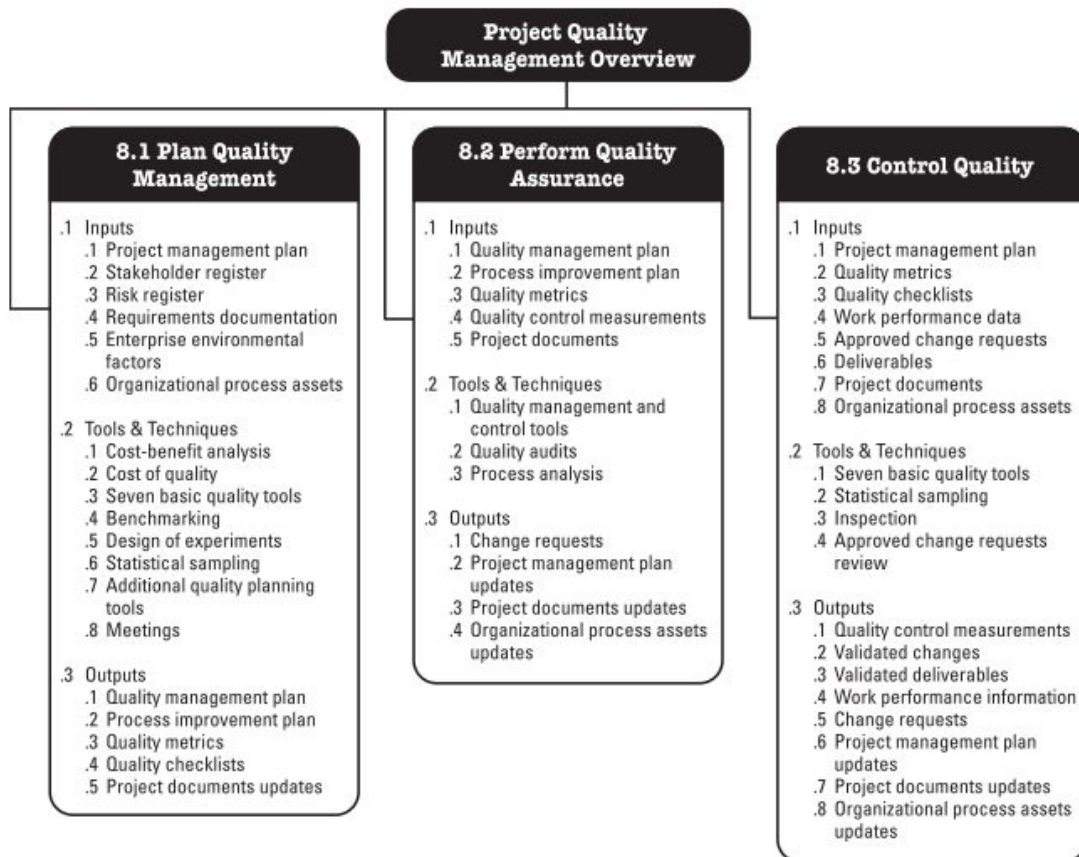 Project Quality
Management Overview
8.1 Plan Quality
Management
.1 Inputs
.1 Project management plan
.2 Stakeholder register
.3 Risk register
.4 Requirements documentation
.5 Enterprise environmental
factors
.6 Organizational process assets
.2 Tools & Techniques
.1 Cost-benefit analysis
.2 Cost of quality
.3 Seven basic quality tools
.4 Benchmarking
.5 Design of experiments
.6 Statistical sampling
.7 Additional quality planning
tools
.8 Meetings
.3 Outputs
.1 Quality management plan
.2 Process improvement plan
.3 Quality metrics
.4 Quality checklists
.5 Project documents updates
8.2 Perform Quality
Assurance
.1 Inputs
.1 Quality management plan
.2 Process improvement plan
.3 Quality metrics
.4 Quality control measurements
.5 Project documents
.2 Tools & Techniques
.1 Quality management and
control tools
.2 Quality audits
.3 Process analysis
.3 Outputs
.1 Change requests
.2 Project management plan
updates
.3 Project documents updates
.4 Organizational process assets
updates
8.3 Control Quality
.1 Inputs
.1 Project management plan
.2 Quality metrics
.3 Quality checklists
.4 Work performance data
.5 Approved change requests
.6 Deliverables
.7 Project documents
.8 Organizational process assets
.2 Tools & Techniques
.1 Seven basic quality tools
.2 Statistical sampling
.3 Inspection
.4 Approved change requests
review
.3 Outputs
.1 Quality control measurements
.2 Validated changes
.3 Validated deliverables
.4 Work performance information
.5 Change requests
.6 Project management plan
updates
.7 Project documents updates
.8 Organizational process assets
updates